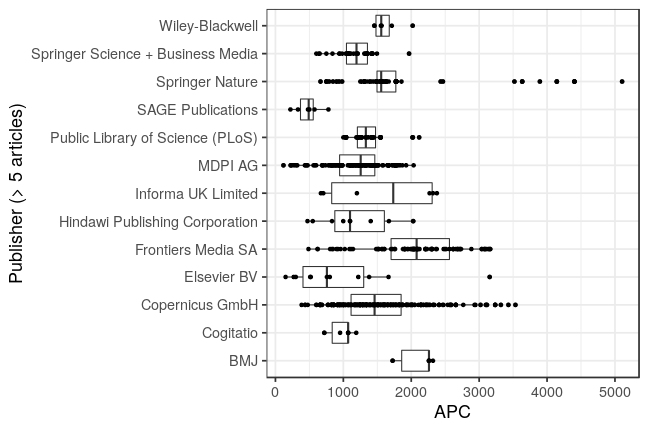 Publisher (> 5 articles)
Wiley-Blackwell
Springer Science + Business Media
Springer Nature
SAGE Publications
Public Library of Science (PLoS)
MDPI AG
Informa UK Limited
Hindawi Publishing Corporation
Frontiers Media SA
Elsevier BV
Copernicus GmbH
Cogitatio
BMJ
0 1000 2000 3000 4000 5000
APC